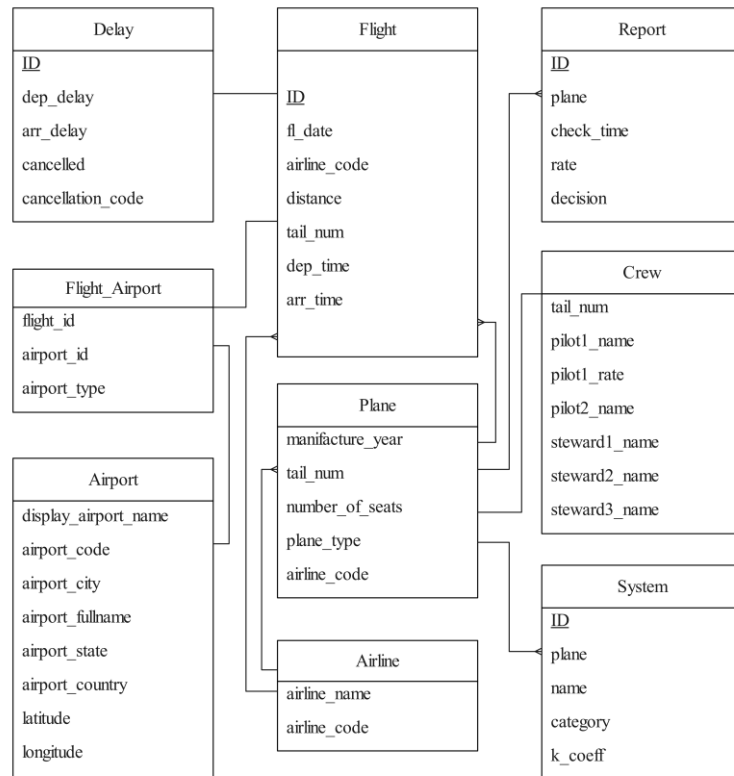 Delay
ID
dep_delay
arr_delay
cancelled
cancellation_code
Flight_Airport
flight_id
airport_id
airport_type
Airport
display_airport_name
airport_code
airport_city
airport_fullname
airport_state
airport_country
latitude
longitude
Flight
ID
fl_date
airline_code
distance
tail_num
dep_time
arr_time
Plane
manifacture_year
tail_num
number_of_seats
plane_type
airline_code
Airline
airline_name
airline_code
Report
ID
plane
check_time
rate
decision
Crew
tail_num
pilot1_name
pilot1_rate
pilot2_name
steward1_name
steward2_name
steward3_name
System
ID
plane
name
category
k_coeff